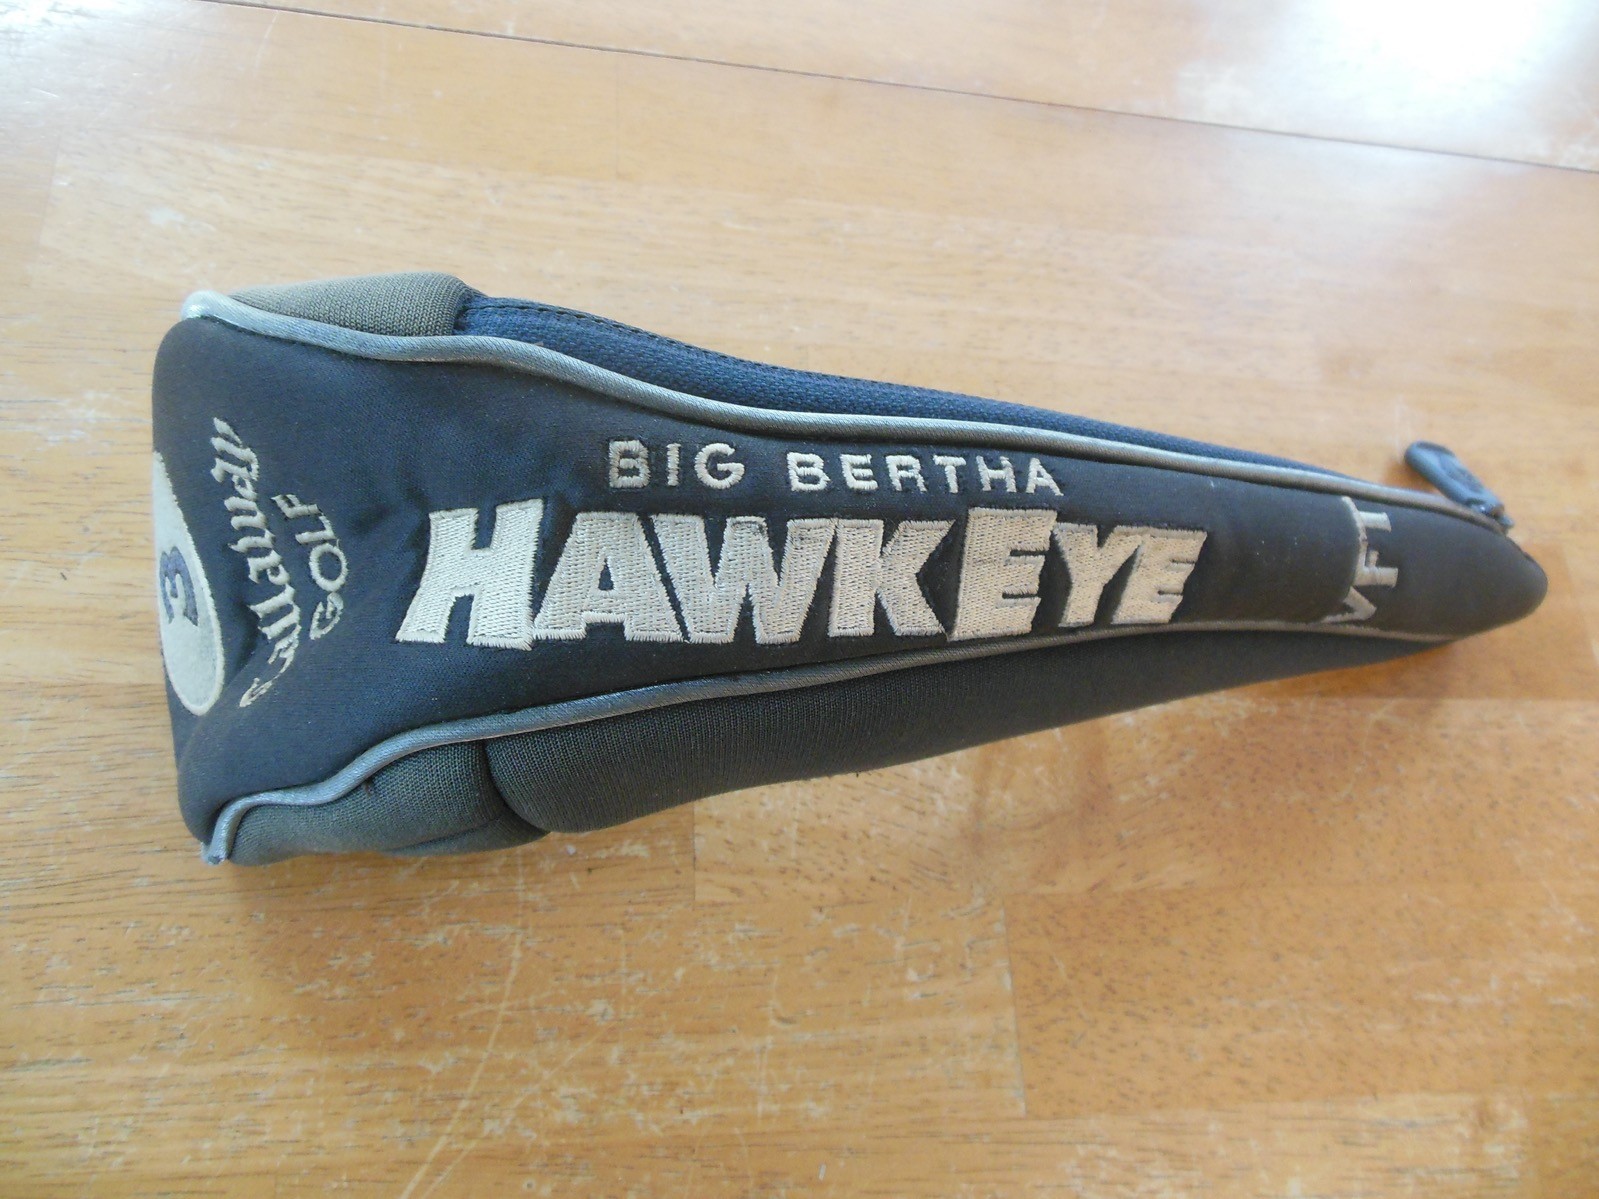 3
Callaway
GOLF
BIG BERTHA
HAWKEYE
VFT